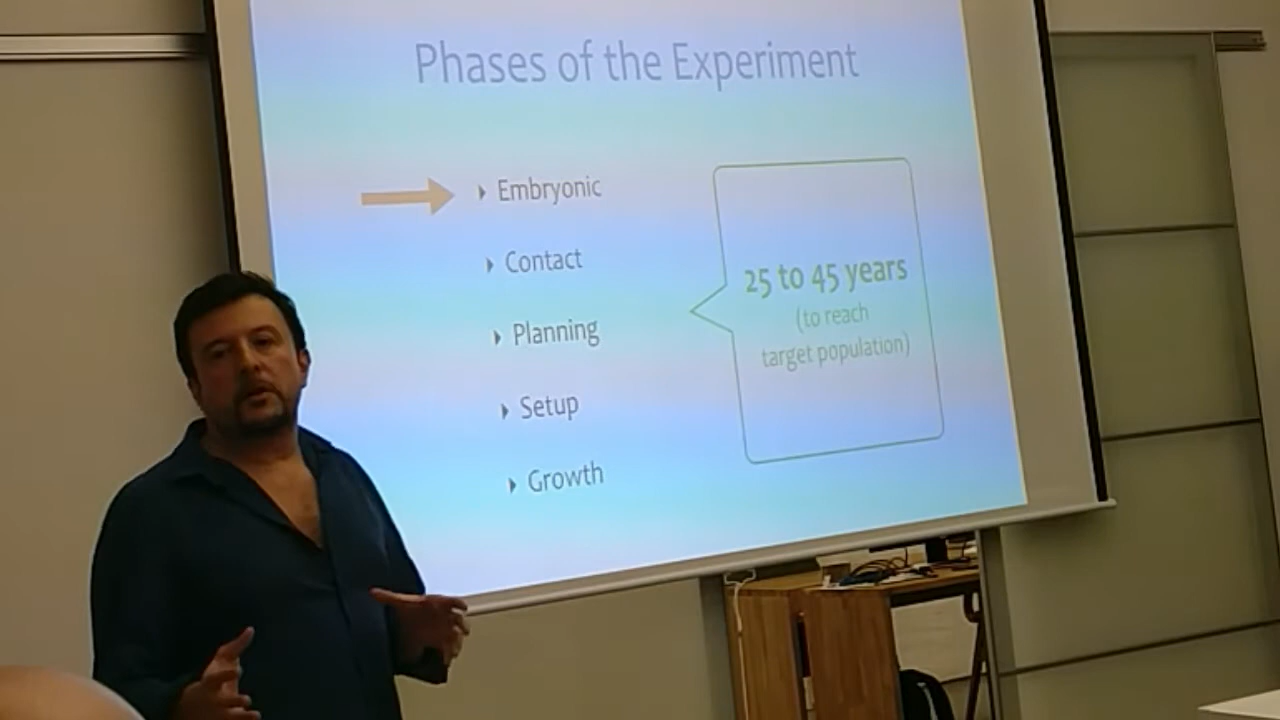 Phases of the Experiment
Embryonic
Contact
Planning
Setup
Growth
25 to 45 years
(to reach
target population)